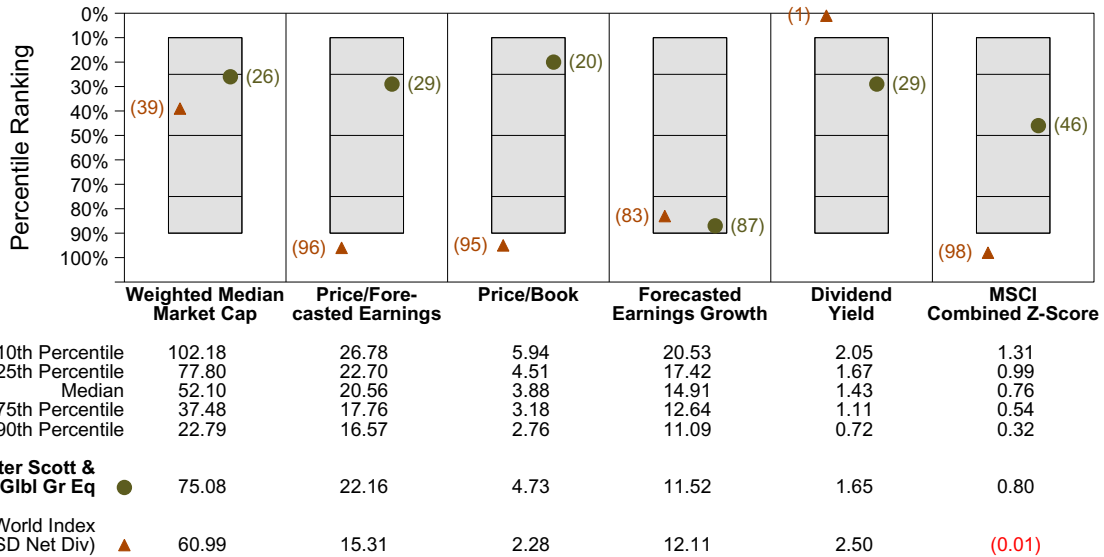 0%
10%
20%
30%
40%
50%
60%
70%
80%
90%
100%
Percentile Ranking
(26)
(39)
(29)
(96)
(20)
(95)
(83)
(87)
(1)
(29)
(46)
(98)
Weighted Median Market Cap
Price/Fore-casted Earnings
Price/Book
Forecasted Earnings Growth
Dividend Yield
MSCI Combined Z-Score
10th Percentile 102.18 26.78 5.94 20.53 2.05 1.31
25th Percentile 77.80 22.70 4.51 17.42 1.67 0.99
Median 52.10 20.56 3.88 14.91 1.43 0.76
75th Percentile 37.48 17.76 3.18 12.64 1.11 0.54
90th Percentile 22.79 16.57 2.76 11.09 0.72 0.32
Scott &
Glbl Gr Eq 75.08 22.16 4.73 11.52 1.65 0.80
World Index
Net Div) 60.99 15.31 2.28 12.11 2.50 (0.01)